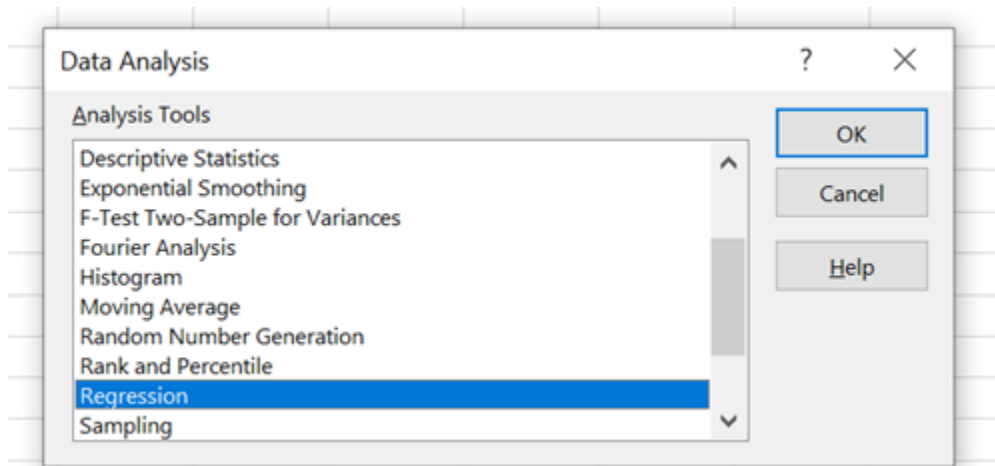 Data Analysis
?
Analysis Tools
OK
Descriptive Statistics
Exponential Smoothing
Cancel
F-Test Two-Sample for Variances
Fourier Analysis
Help
Histogram
Moving Average
Random Number Generation
Rank and Percentile
Regression
Sampling